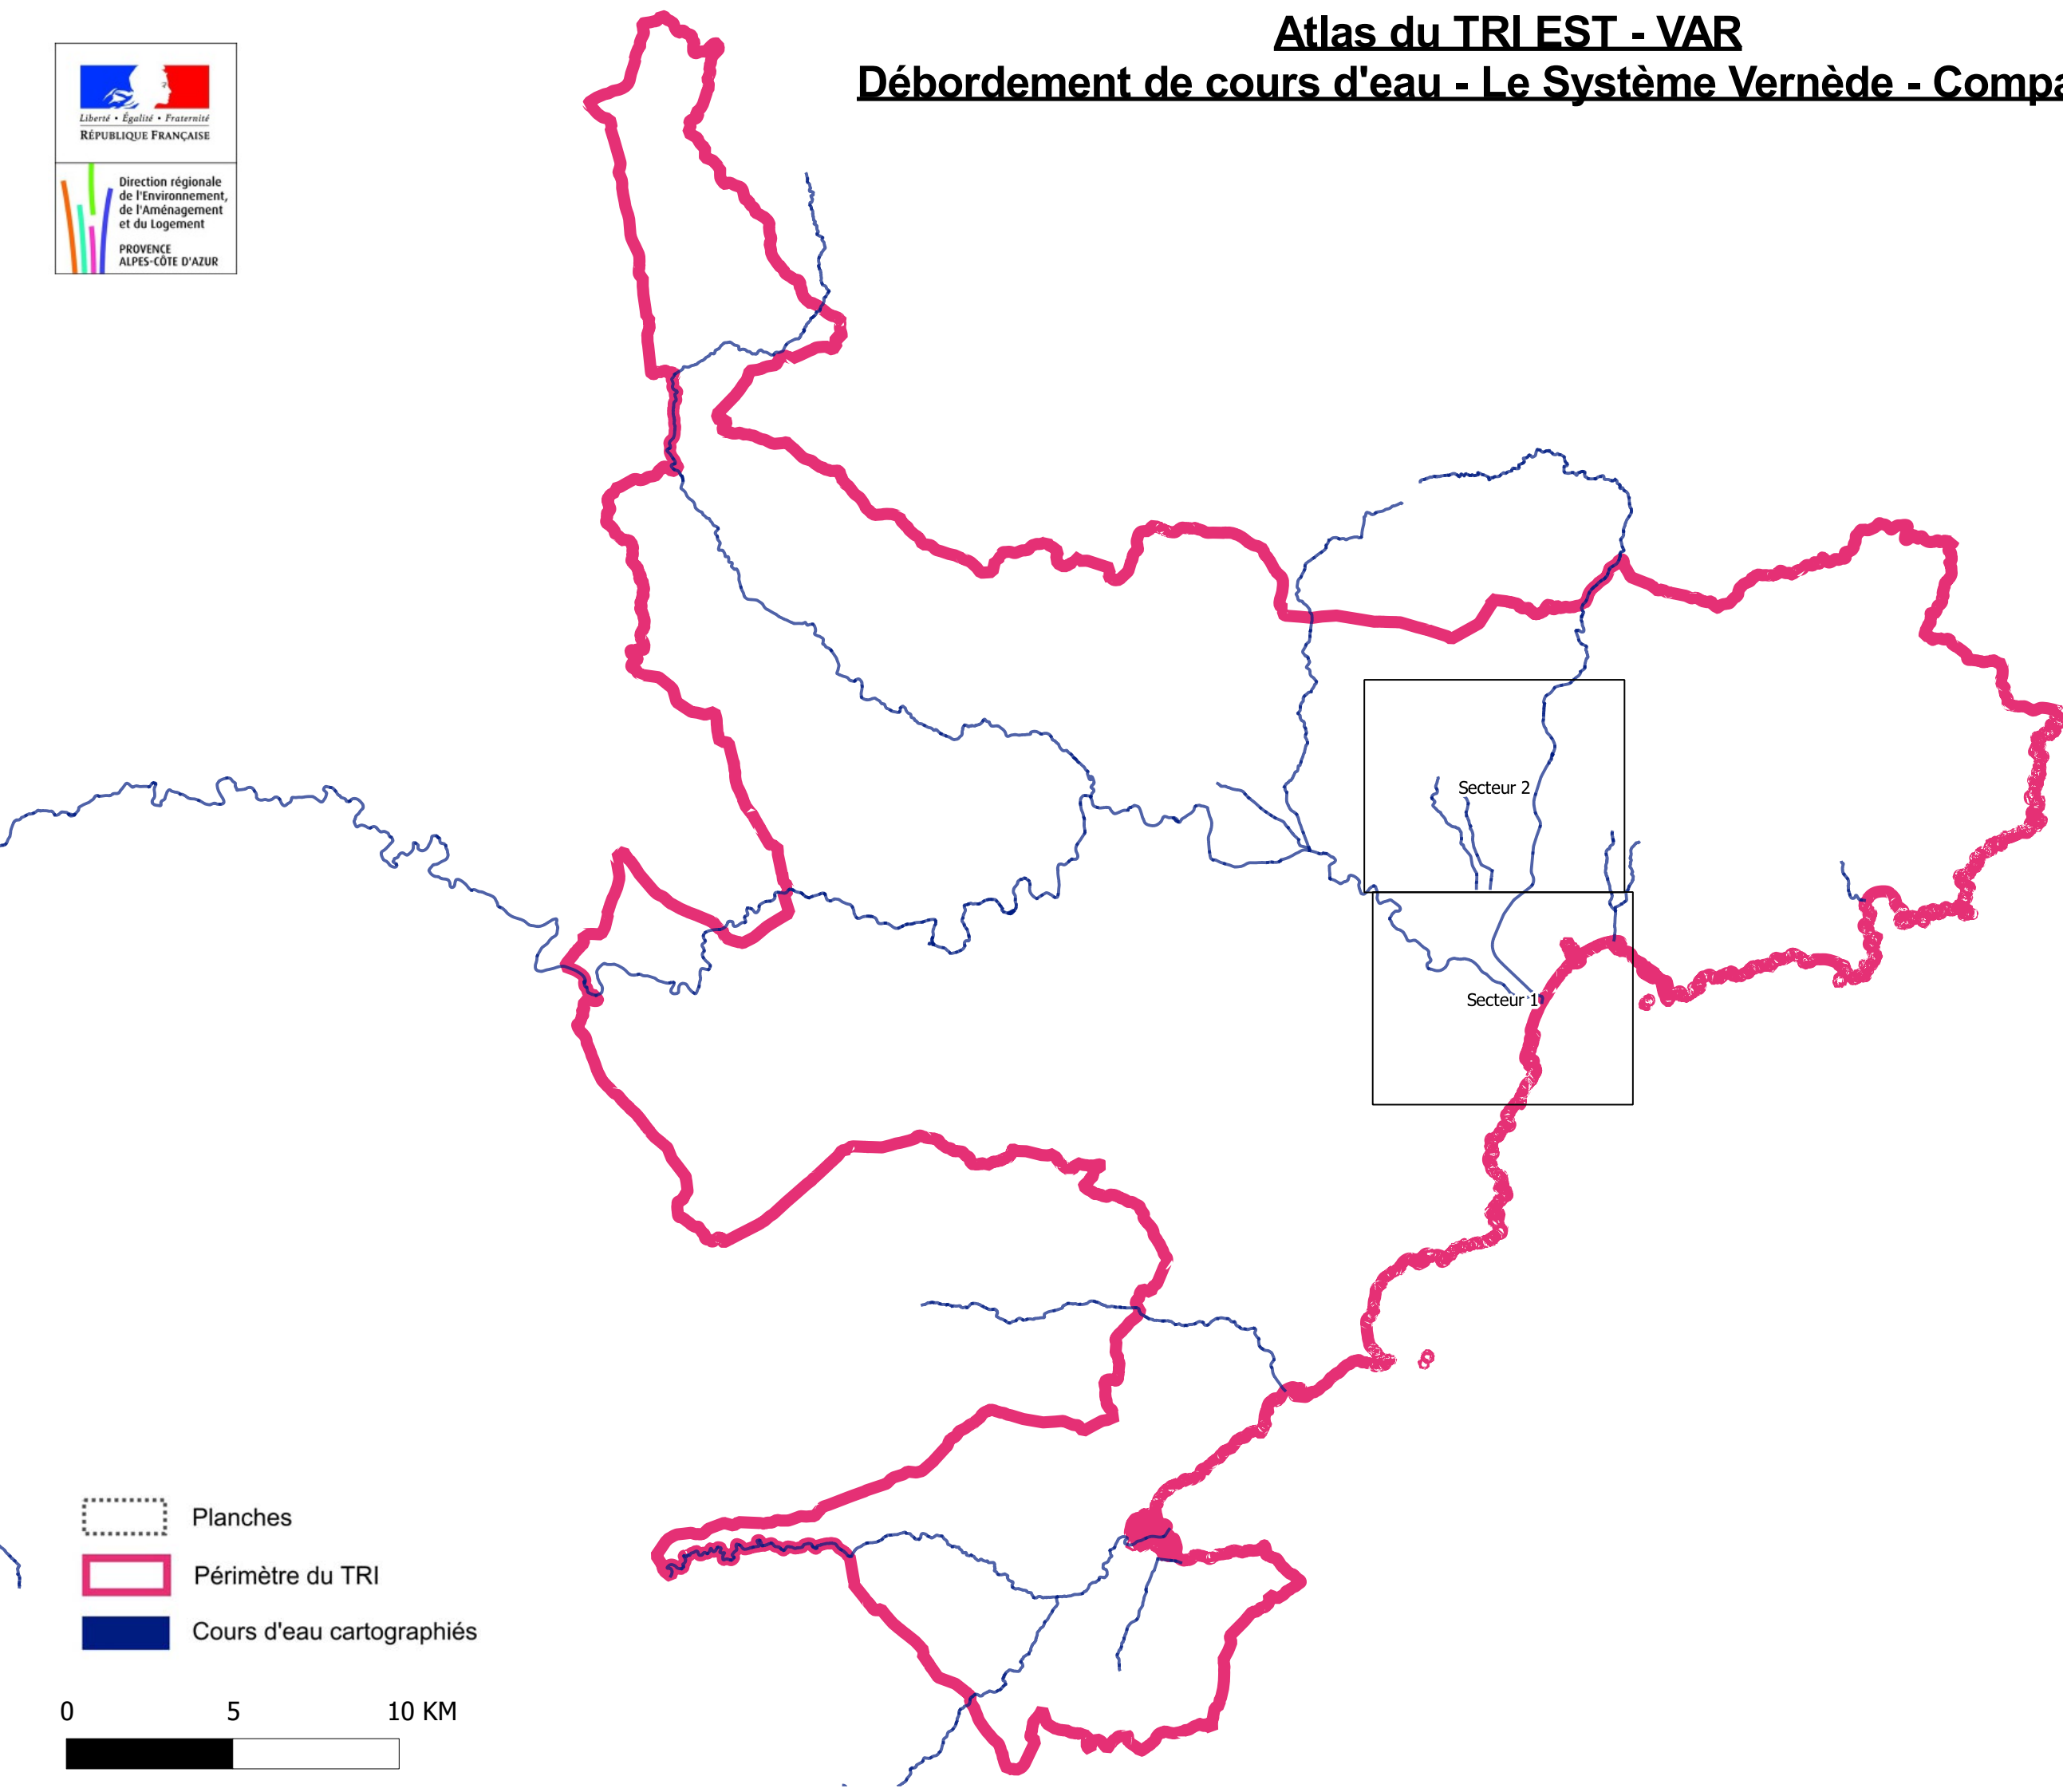 Atlas du TRI EST - VAR
Débordement de cours d'eau - Le Système Vernède - Compa
Liberté • Égalité • Fraternité
RÉPUBLIQUE FRANÇAISE
Direction régionale
de l'Environnement,
de l'Aménagement
et du Logement
PROVENCE
ALPES-CÔTE D'AZUR
Secteur 2
Secteur 1
Planches
Périmètre du TRI
Cours d'eau cartographiés
0 5 10 KM